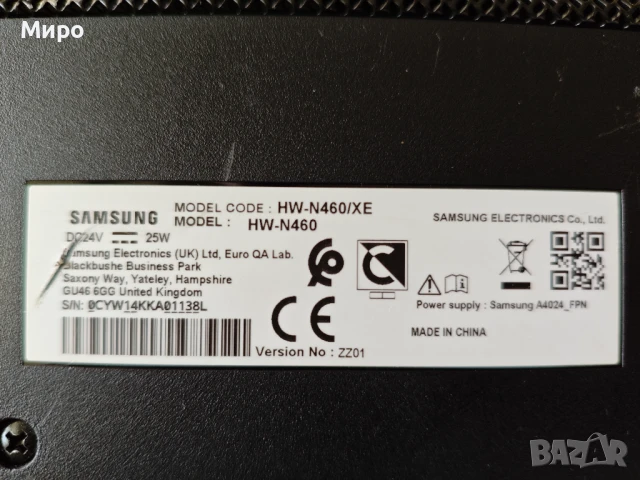 Миро
SAMSUNG
MODEL CODE : HW-N460/XE
MODEL : HW-N460
DC24V 25W
Samsung Electronics (UK) Ltd, Euro QA Lab.
Blackbushe Business Park
Saxony Way, Yateley, Hampshire
GU46 6GG United Kingdom
S/N: 0CYW14KKA01138L
CE
Version No : ZZ01
SAMSUNG ELECTRONICS Co., Ltd.
Power supply : Samsung A4024_FPN
MADE IN CHINA
BAZAR